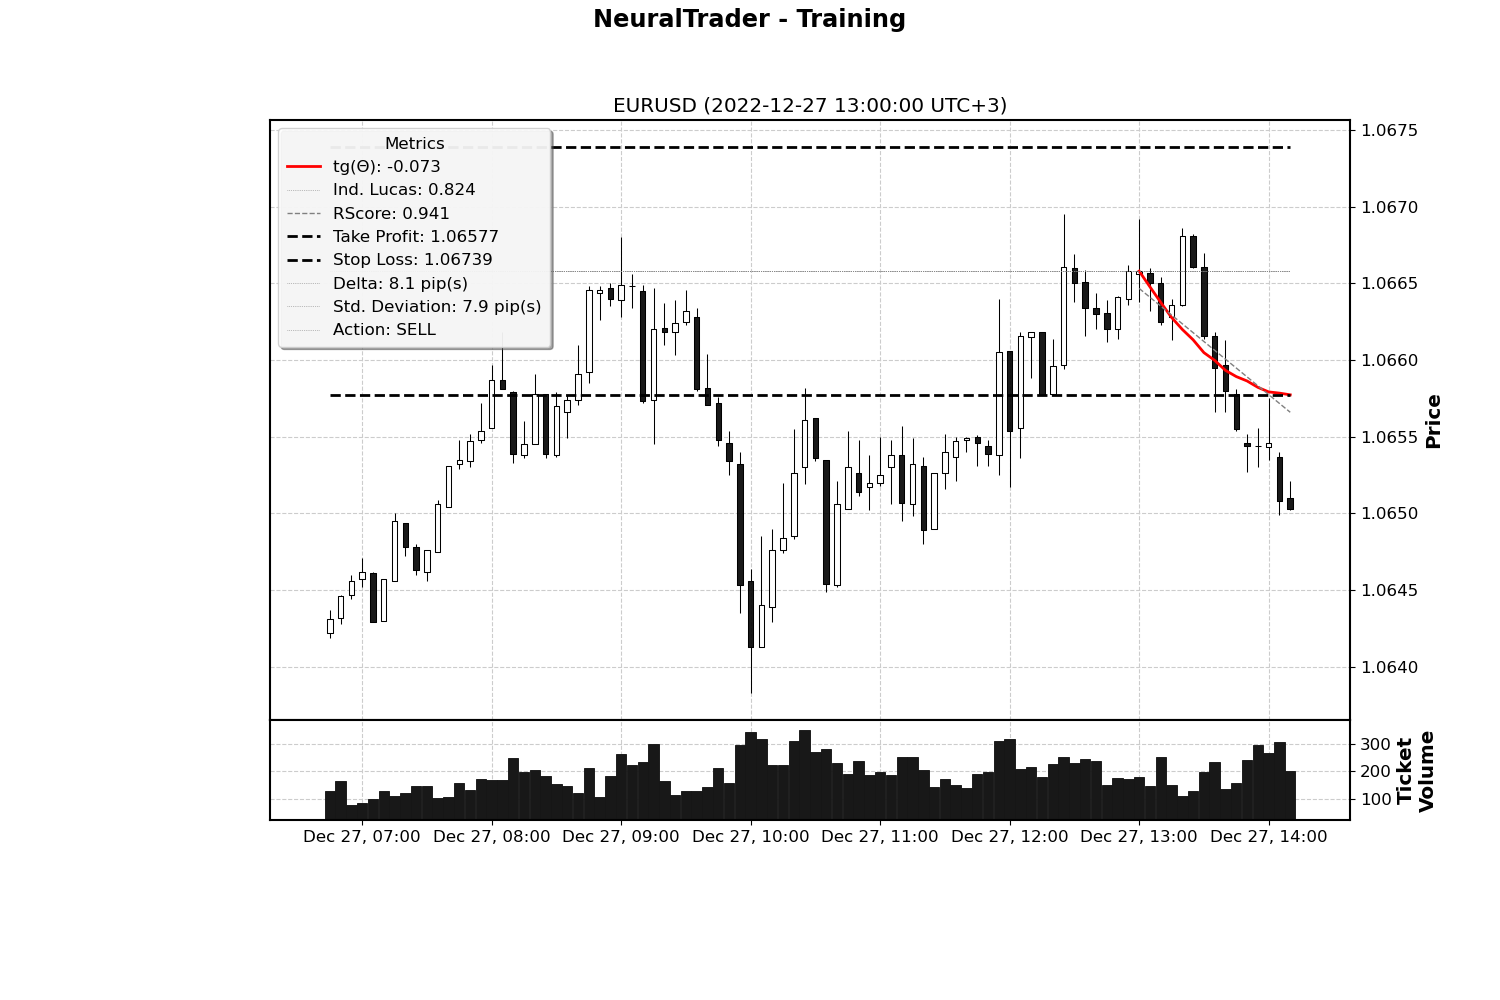 NeuralTrader - Training
EURUSD (2022-12-27 13:00:00 UTC+3)
Metrics
tg(Θ): -0.073
Ind. Lucas: 0.824
RScore: 0.941
Take Profit: 1.06577
Stop Loss: 1.06739
Delta: 8.1 pip(s)
Std. Deviation: 7.9 pip(s)
Action: SELL
1.0675
1.0670
1.0665
1.0660
1.0655
1.0650
1.0645
1.0640
Price
300
200
100
Ticket
Volume
Dec 27, 07:00 Dec 27, 08:00 Dec 27, 09:00 Dec 27, 10:00 Dec 27, 11:00 Dec 27, 12:00 Dec 27, 13:00 Dec 27, 14:00